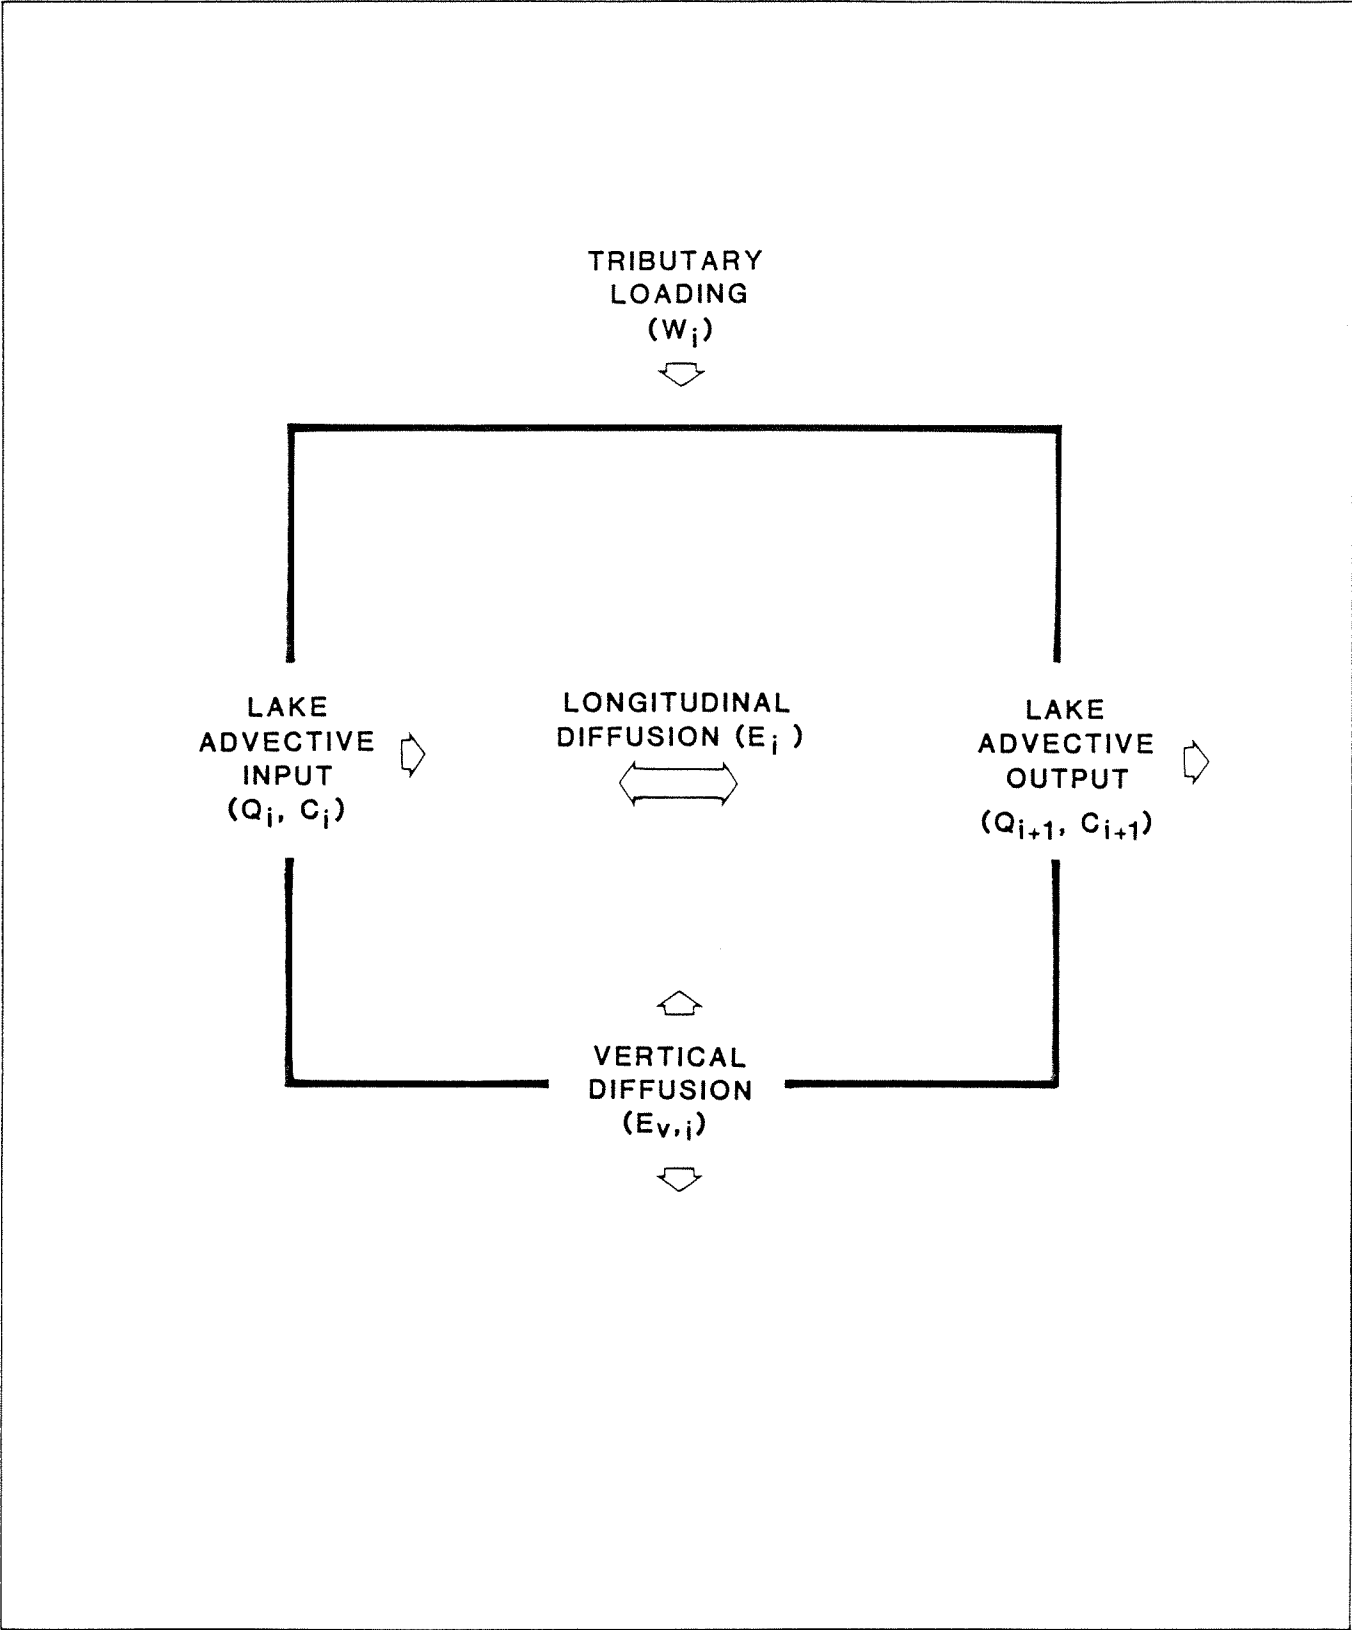 TRIBUTARY
LOADING
(Wi)
LAKE
ADVECTIVE
INPUT
(Qi, Ci)
LONGITUDINAL
DIFFUSION (Ei )
LAKE
ADVECTIVE
OUTPUT
(Qi+1, Ci+1)
VERTICAL
DIFFUSION
(Ev,i)